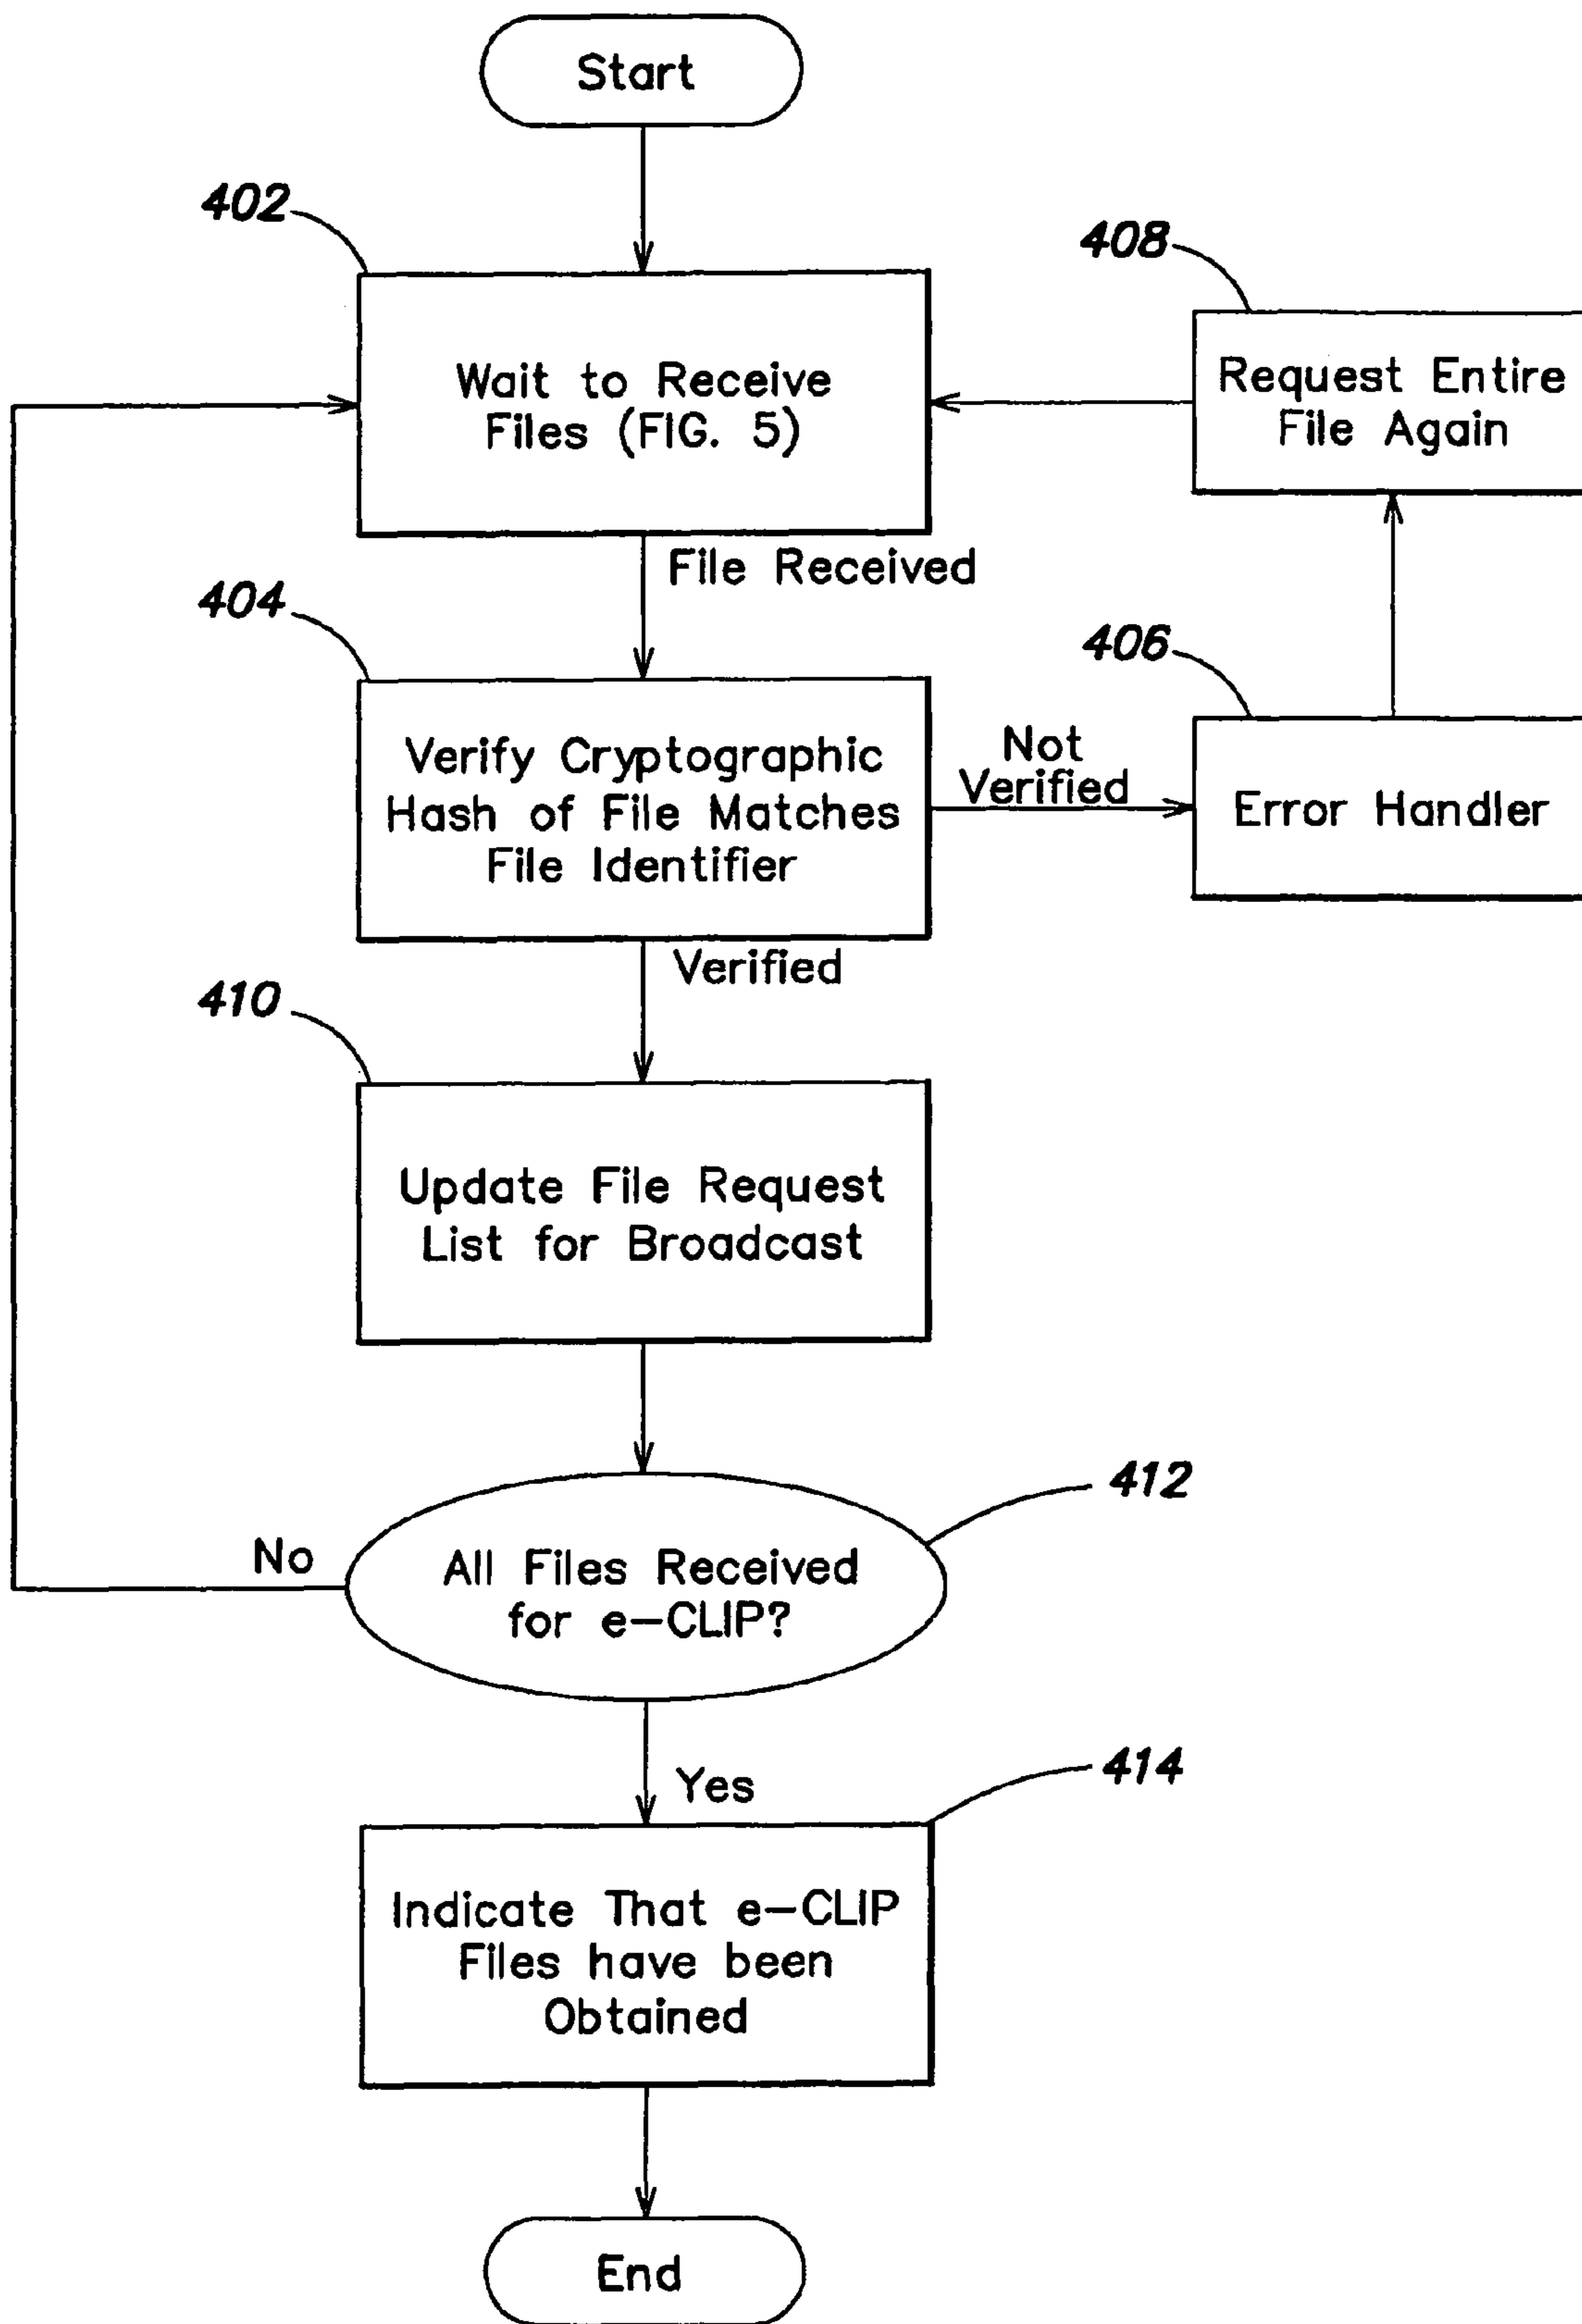 Start
402
Wait to Receive
Files (FIG. 5)
408
Request Entire
File Again
File Received
404
Verify Cryptographic
Hash of File Matches
File Identifier
Not
Verified
406
Error Handler
Verified
410
Update File Request
List for Broadcast
412
All Files Received
for e-CLIP?
No
Yes
414
Indicate That e-CLIP
Files have been
Obtained
End